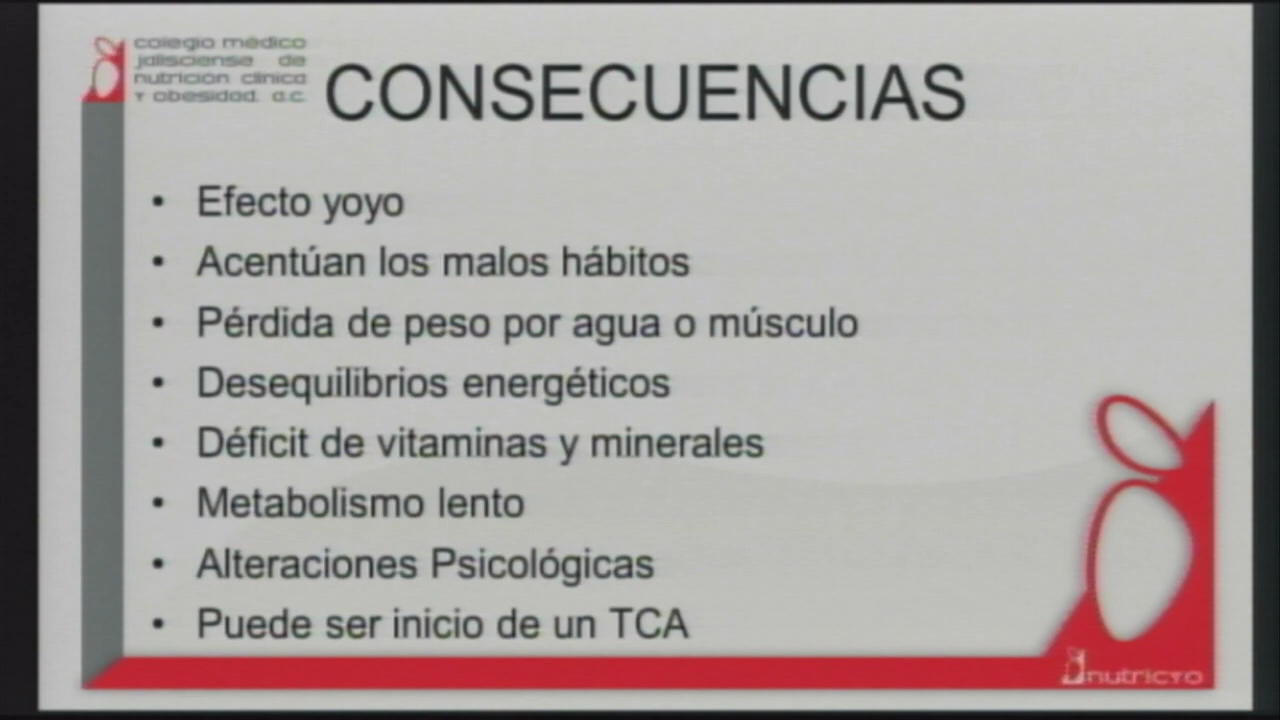 colegio médico
jalisciense de
nutrición clínica
y obesidad, a.c.
CONSECUENCIAS
• Efecto yoyo
• Acentúan los malos hábitos
• Pérdida de peso por agua o músculo
• Desequilibrios energéticos
• Déficit de vitaminas y minerales
• Metabolismo lento
• Alteraciones Psicológicas
• Puede ser inicio de un TCA
nutricyo